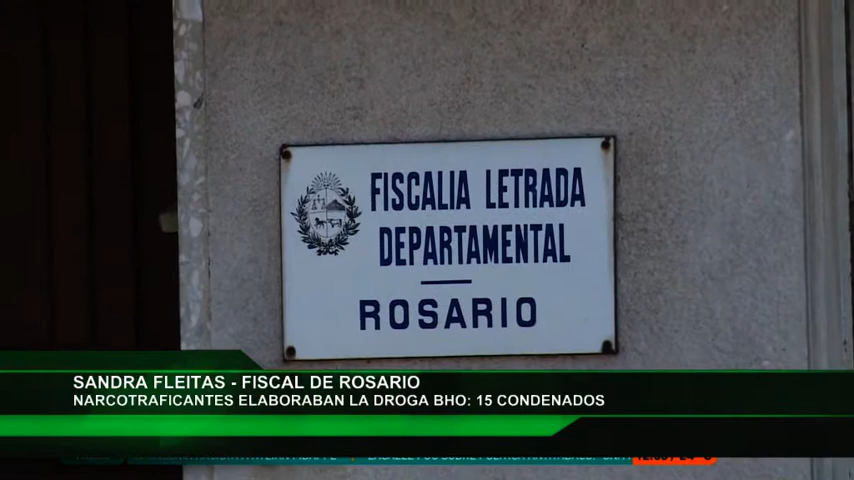 FISCALIA LETRADA
DEPARTAMENTAL
ROSARIO
SANDRA FLEITAS - FISCAL DE ROSARIO
NARCOTRAFICANTES ELABORABAN LA DROGA BHO: 15 CONDENADOS